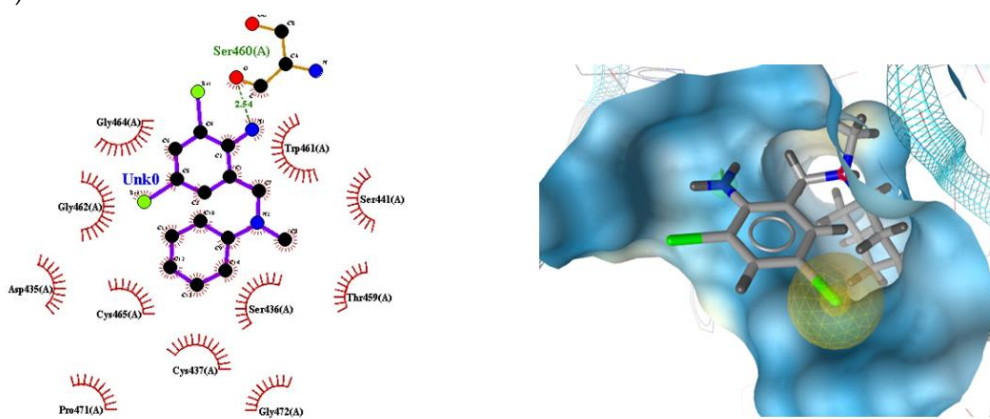 )
Ser460(A)
N
O
2.54
Gly464(A)
Trp461(A)
Unk0
Gly462(A)
Ser441(A)
Asp435(A)
Cys465(A)
Ser436(A)
Thr459(A)
Cys437(A)
Pro471(A)
Gly472(A)